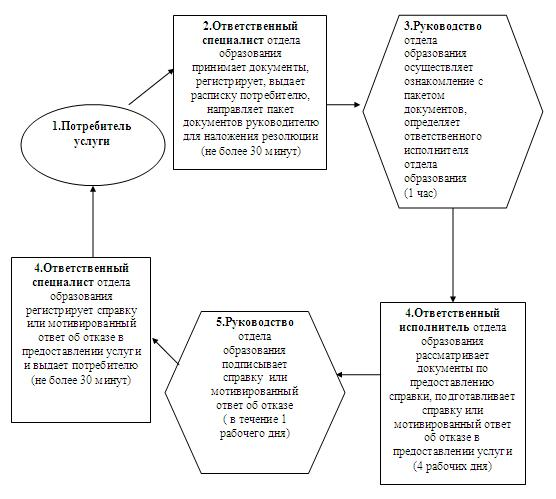 1.Потребитель
услуги
2.Ответственный
специалист отдела
образования
принимает документы,
регистрирует, выдает
расписку потребителю,
направляет пакет
документов руководителю
для наложения резолюции
(не более 30 минут)
3.Руководство
отдела
образования
осуществляет
ознакомление с
пакетом
документов,
определяет
ответственного
исполнителя
отдела
образования
(1 час)
4.Ответственный
исполнитель отдела
образования
рассматривает
документы по
предоставлению
справки, подготавливает
справку или
мотивированный ответ
об отказе в
предоставлении услуги
(4 рабочих дня)
5.Руководство
отдела
образования
подписывает
справку или
мотивированный
ответ об отказе
( в течение 1
рабочего дня)
4.Ответственный
специалист отдела
образования
регистрирует справку
или мотивированный
ответ об отказе в
предоставлении услуги
и выдает потребителю
(не более 30 минут)